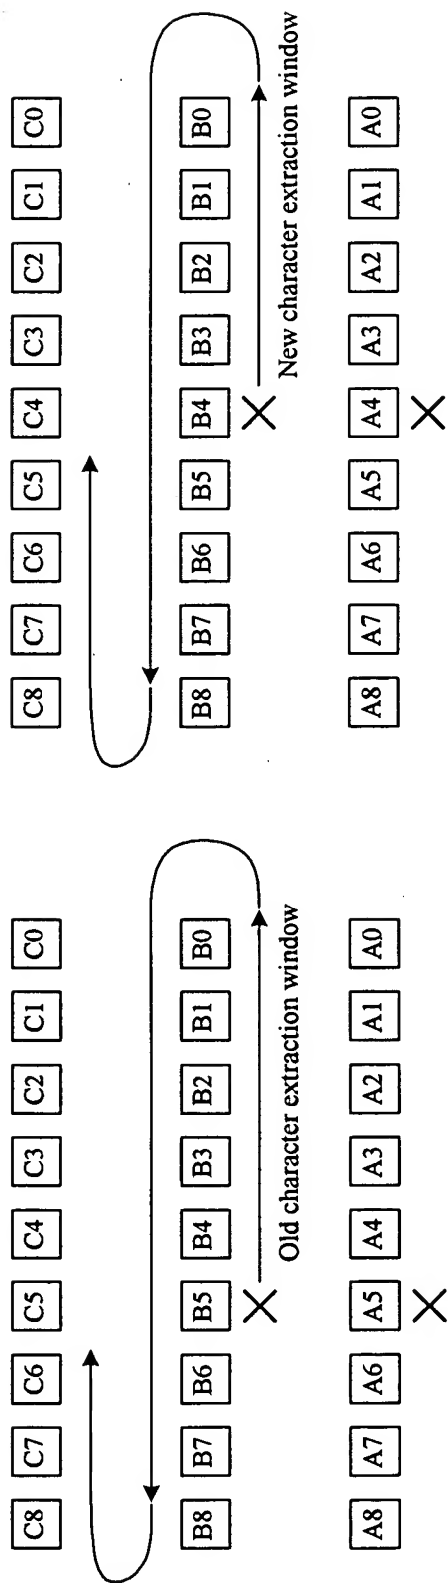 C8 C7 C6 C5 C4 C3 C2 C1 C0 C8 C7 C6 C5 C4 C3 C2 C1 C0
B8 B7 B6 B5 B4 B3 B2 B1 B0 B8 B7 B6 B5 B4 B3 B2 B1 B0
Old character extraction window New character extraction window
A8 A7 A6 A5 A4 A3 A2 A1 A0 A8 A7 A6 A5 A4 A3 A2 A1 A0